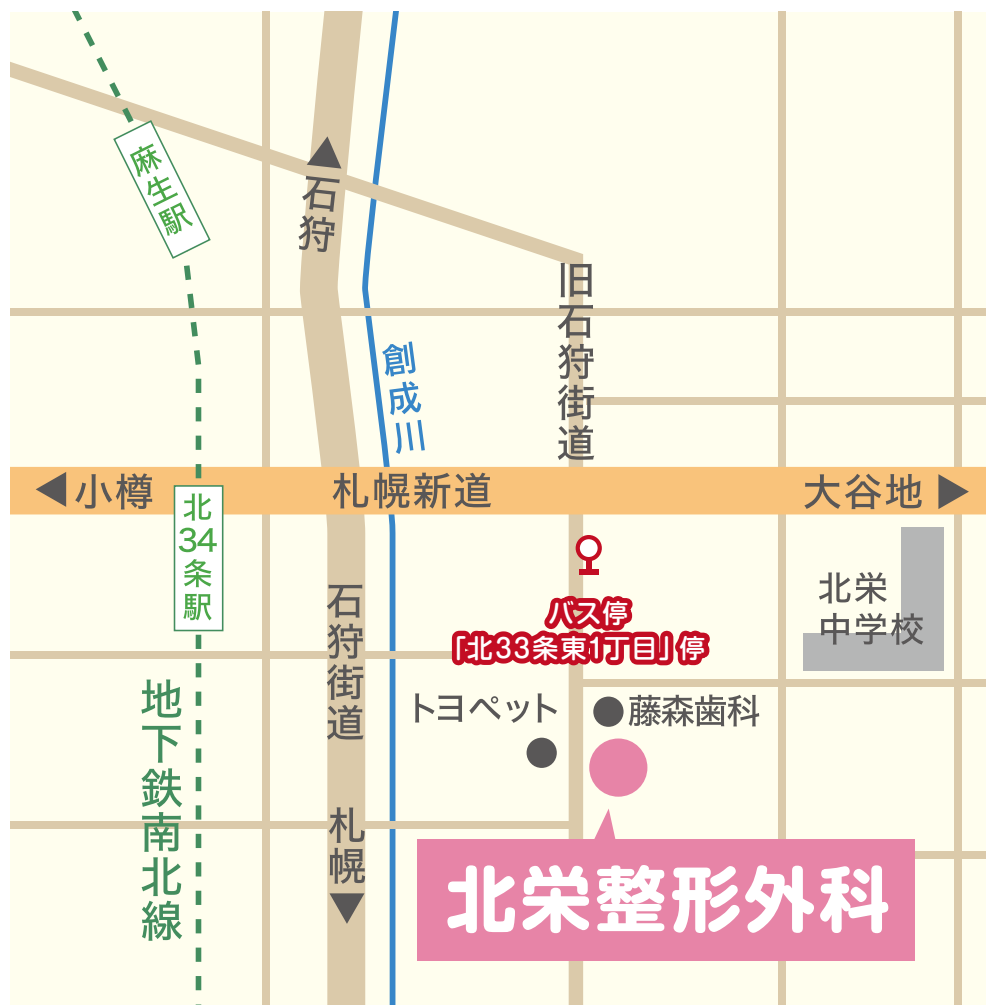 麻生駅
石狩
旧石狩街道
創成川
小樽
札幌新道
大谷地
北34条駅
バス停
「北33条東1丁目」停
北栄
中学校
石狩街道
地下鉄南北線
トヨペット
藤森歯科
札幌
北栄整形外科